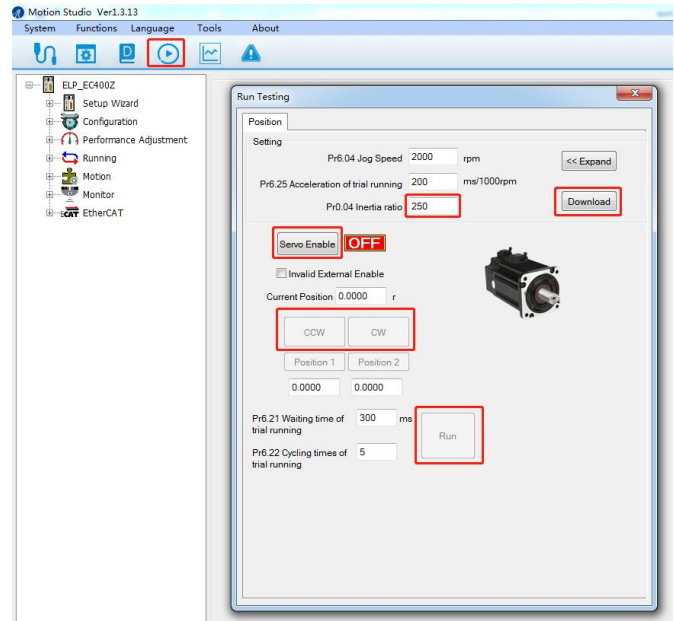 Motion Studio Ver1.3.13
System Functions Language Tools About
ELP_EC400Z
Setup Wizard
Configuration
Performance Adjustment
Running
Motion
Monitor
ECAT EtherCAT
Run Testing
Position
Setting
Pr6.04 Jog Speed 2000 rpm
<< Expand
Pr6.25 Acceleration of trial running 200 ms/1000rpm
Pr0.04 Inertia ratio 250
Download
Servo Enable OFF
Invalid External Enable
Current Position 0.0000 r
CCW CW
Position 1 Position 2
0.0000 0.0000
Pr6.21 Waiting time of 300 ms
trial running
Run
Pr6.22 Cycling times of 5
trial running